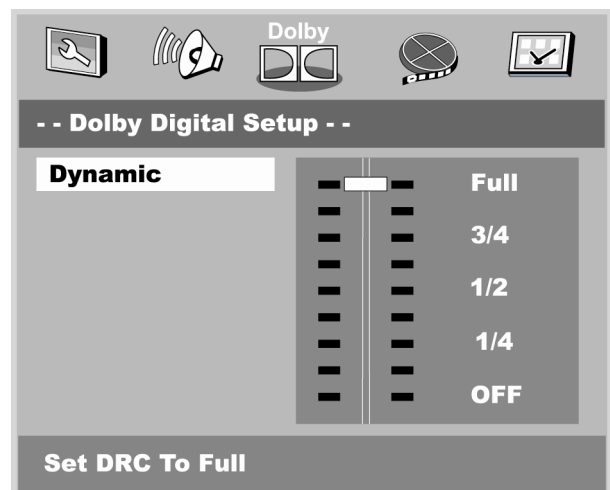 Dolby
- - Dolby Digital Setup - -
Dynamic
Full
3/4
1/2
1/4
OFF
Set DRC To Full